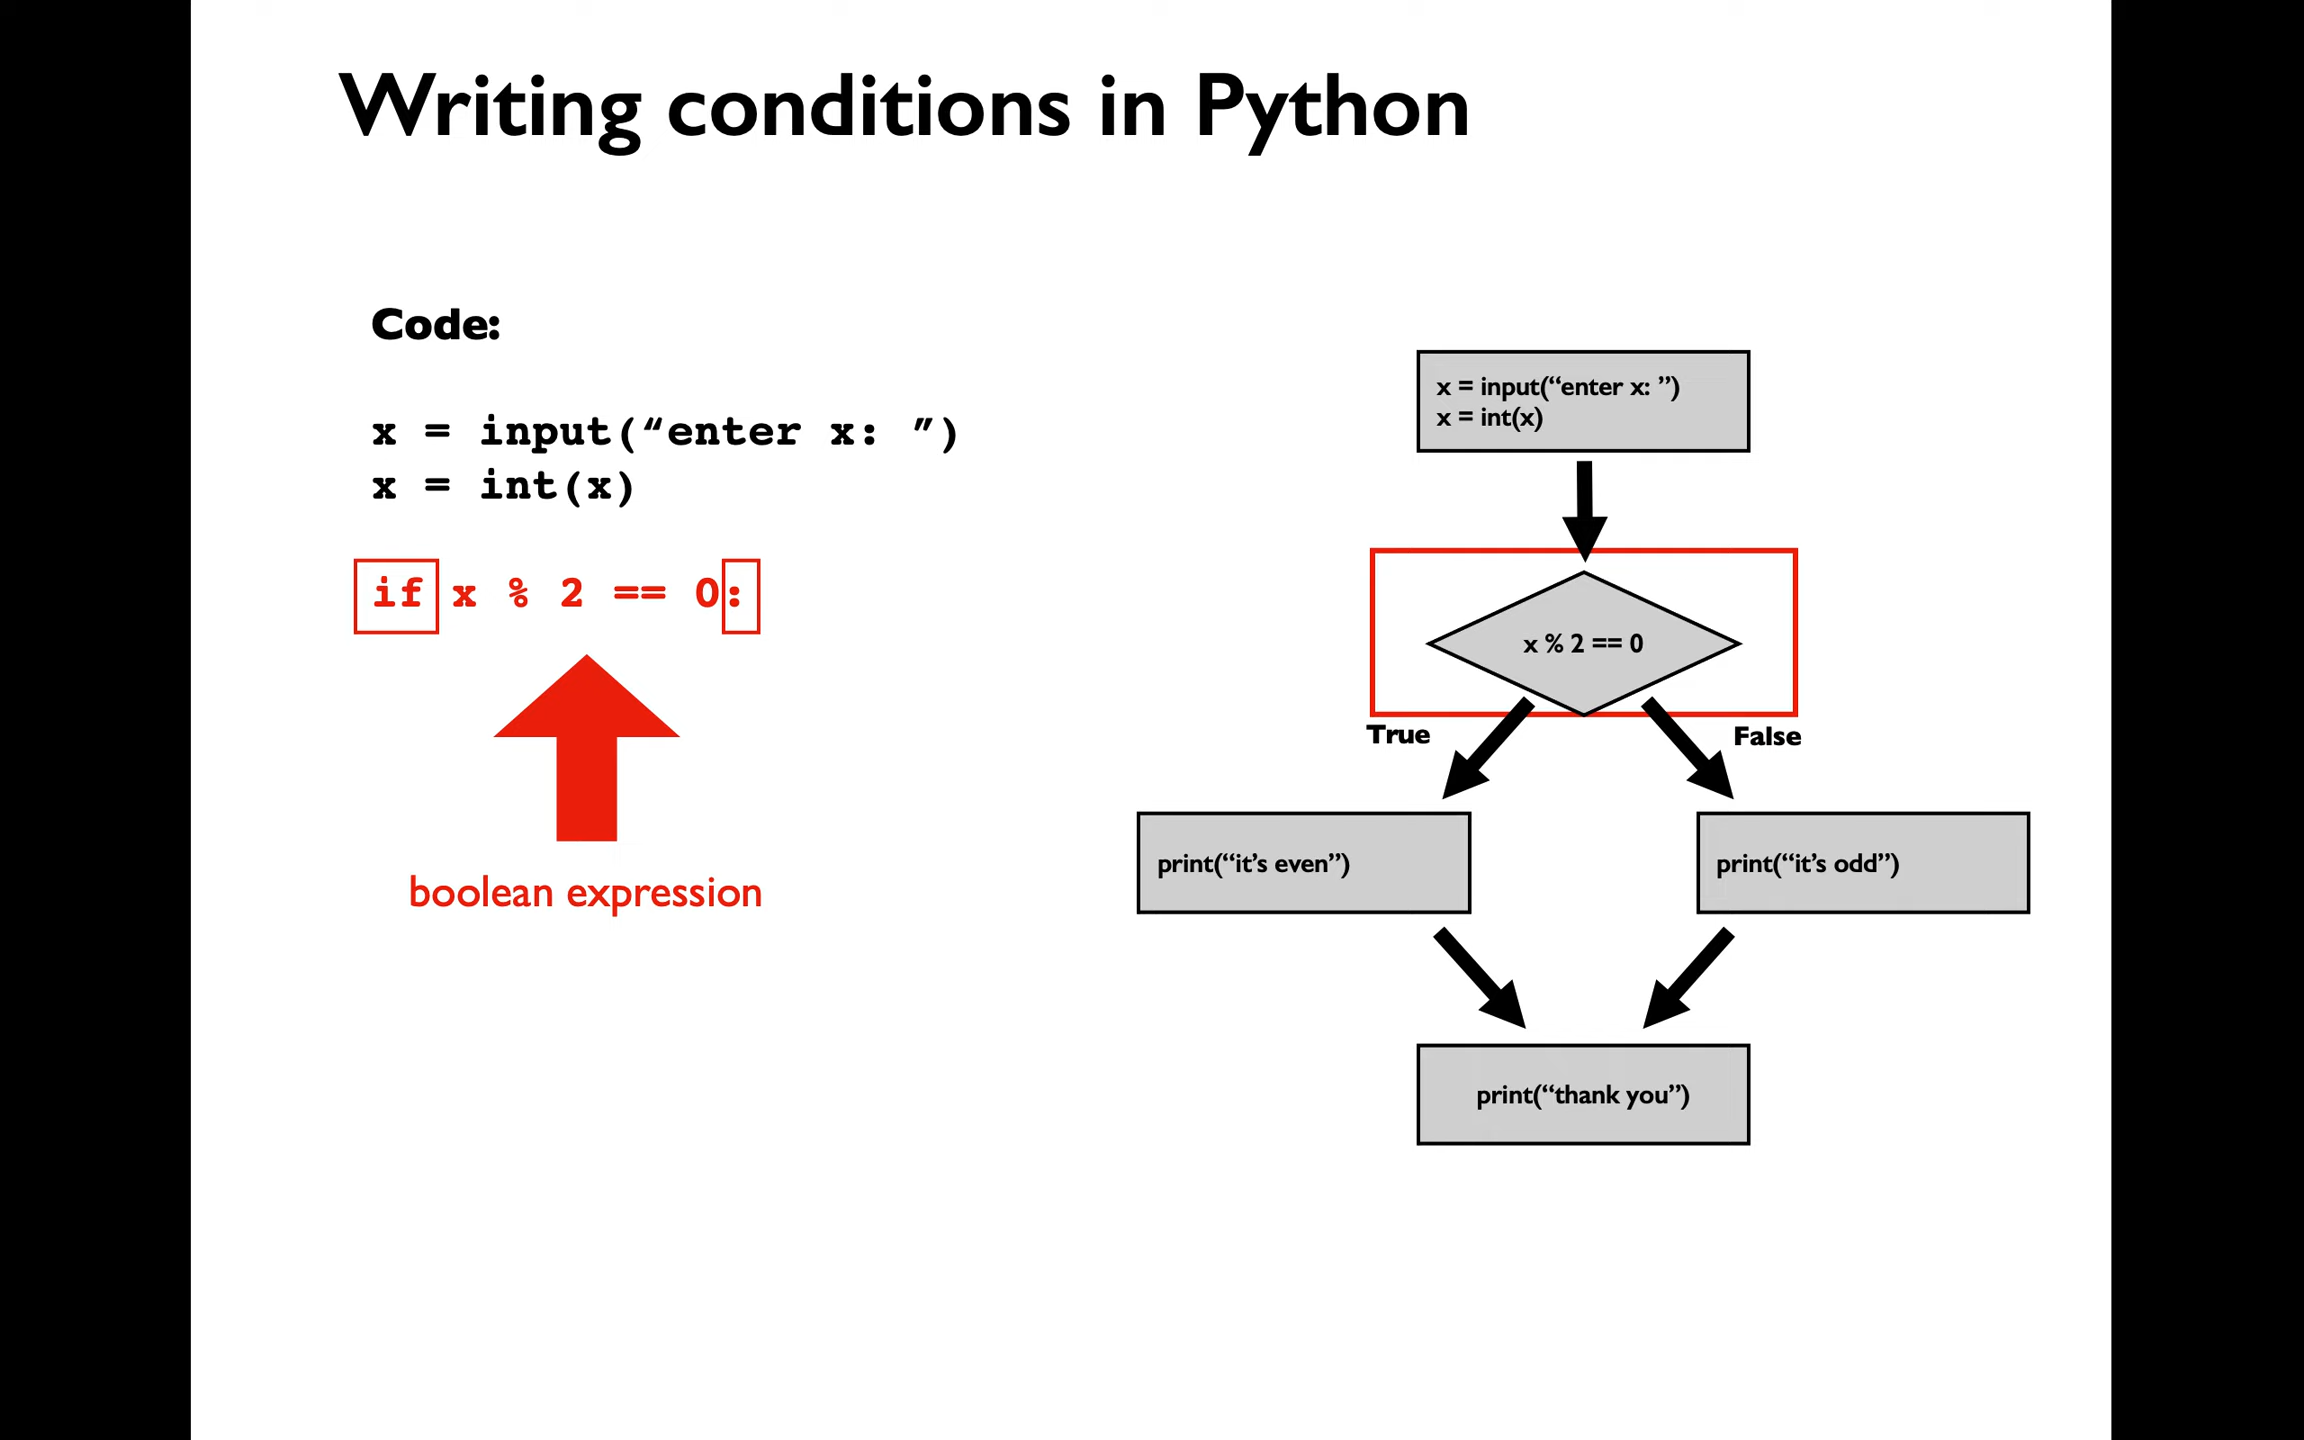 Writing conditions in Python
Code:
x = input(“enter x: ”)
x = int(x)
if x % 2 == 0:
boolean expression
x = input(“enter x: ”)
x = int(x)
x % 2 == 0
True
False
print(“it’s even”)
print(“it’s odd”)
print(“thank you”)